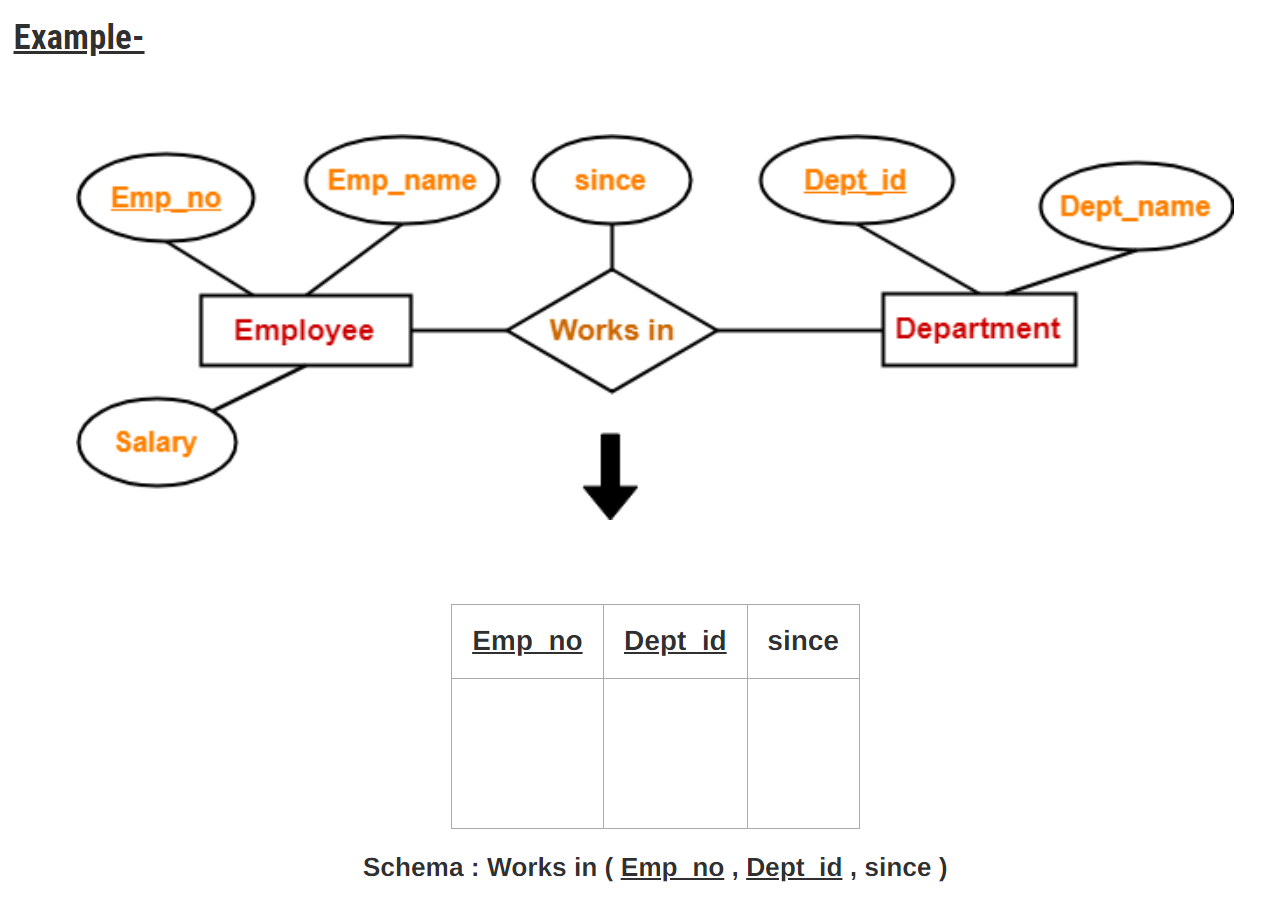 Example-
Emp_no
Emp_name
since
Dept_id
Dept_name
Employee
Works in
Department
Salary
Emp_no Dept_id since
Schema : Works in ( Emp_no , Dept_id , since )